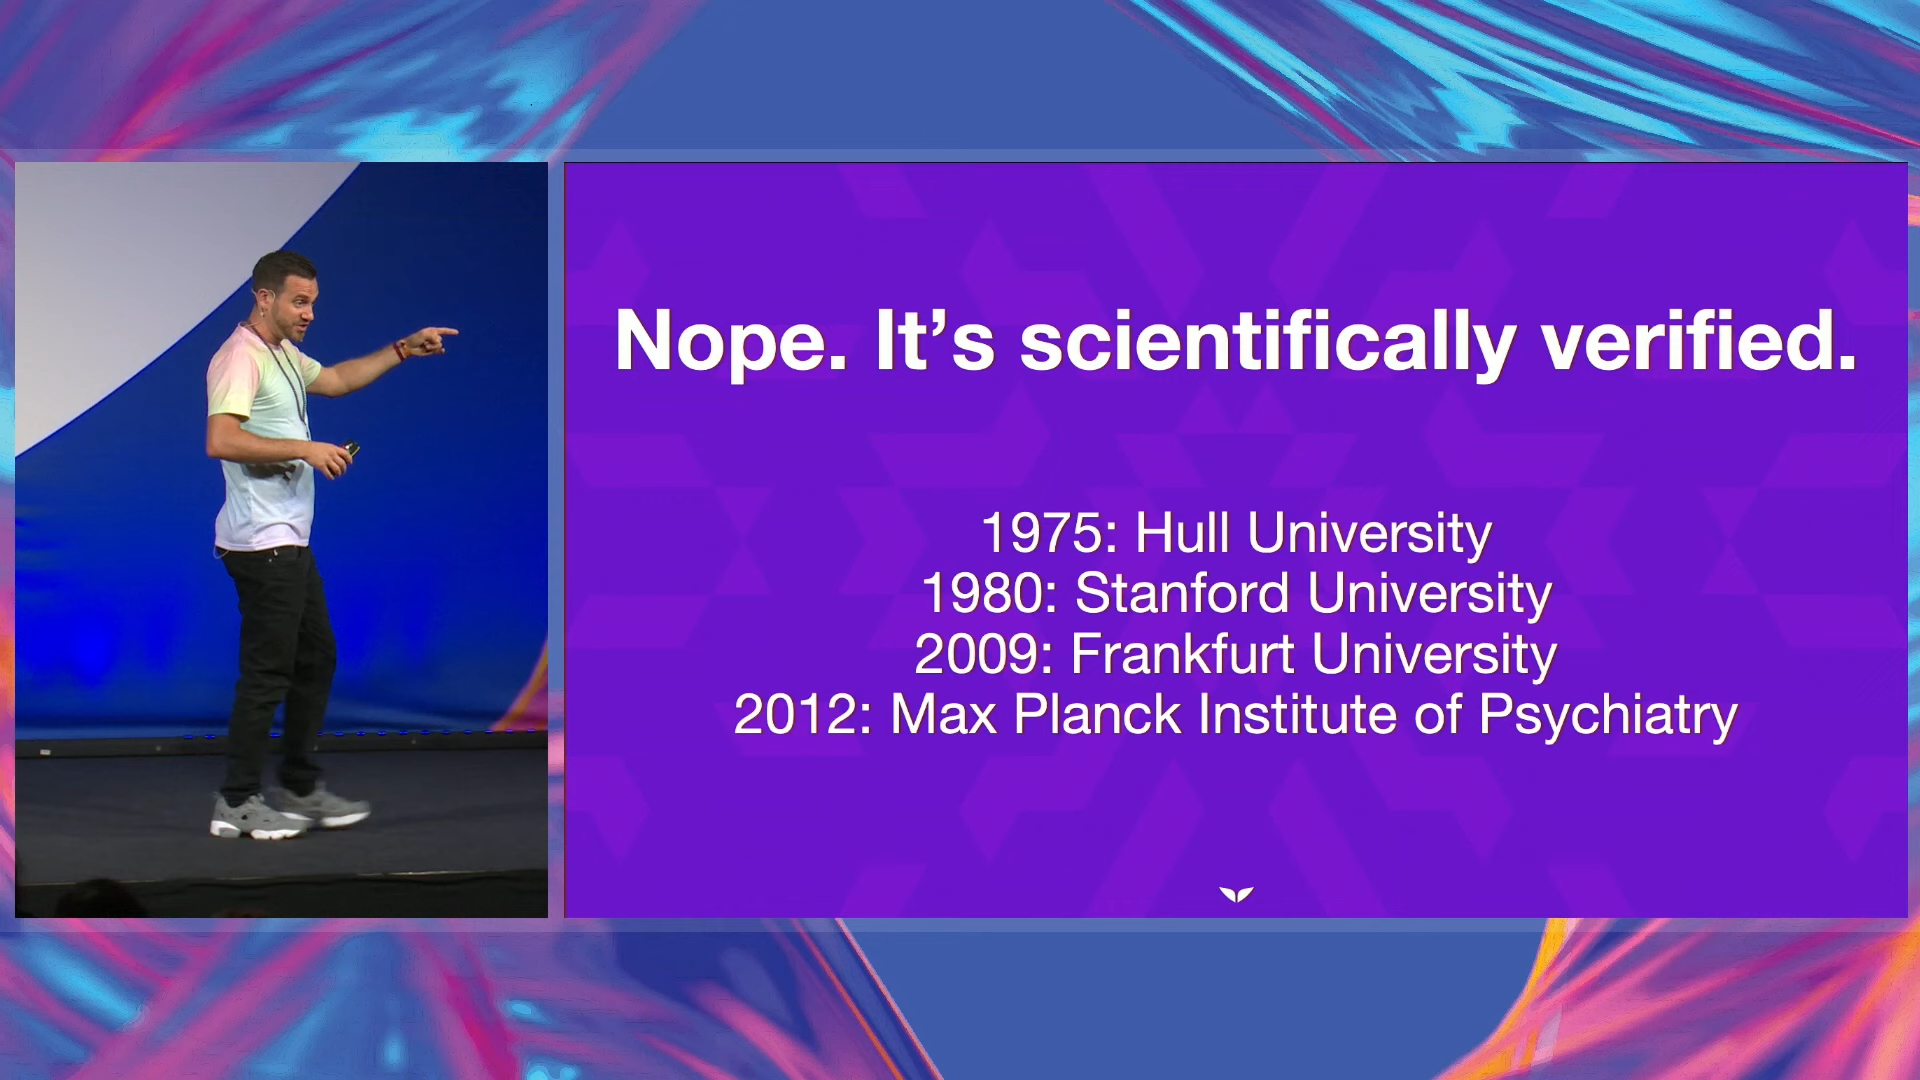 Nope. It’s scientifically verified.
1975: Hull University
1980: Stanford University
2009: Frankfurt University
2012: Max Planck Institute of Psychiatry